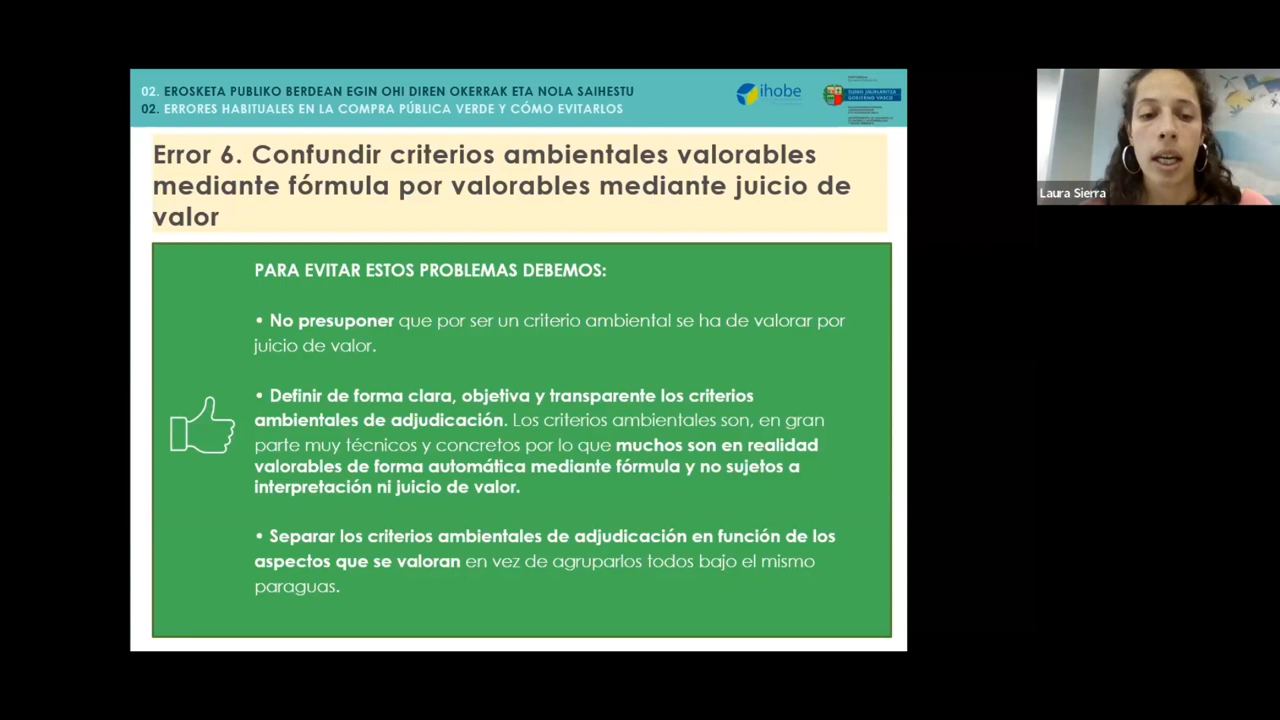 02. EROSKETA PUBLIKO BERDEAN EGIN OHI DIREN OKERRAK ETA NOLA SAIHESTU
02. ERRORES HABITUALES EN LA COMPRA PÚBLICA VERDE Y CÓMO EVITARLOS
ihobe
EUSKO JAURLARITZA
GOBIERNO VASCO
Error 6. Confundir criterios ambientales valorables
mediante fórmula por valorables mediante juicio de
valor
PARA EVITAR ESTOS PROBLEMAS DEBEMOS:
• No presuponer que por ser un criterio ambiental se ha de valorar por
juicio de valor.
• Definir de forma clara, objetiva y transparente los criterios
ambientales de adjudicación. Los criterios ambientales son, en gran
parte muy técnicos y concretos por lo que muchos son en realidad
valorables de forma automática mediante fórmula y no sujetos a
interpretación ni juicio de valor.
• Separar los criterios ambientales de adjudicación en función de los
aspectos que se valoran en vez de agruparlos todos bajo el mismo
paraguas.
Laura Sierra